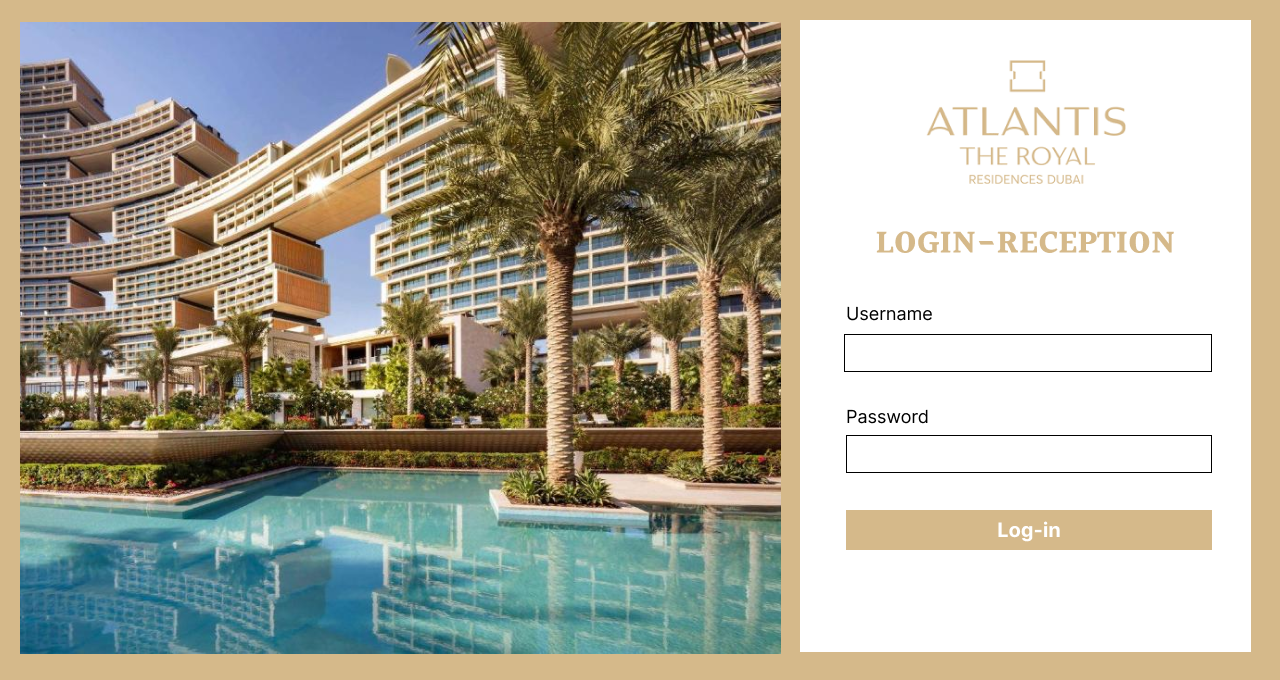 ATLANTIS
THE ROYAL
RESIDENCES DUBAI
LOGIN-RECEPTION
Username
Password
Log-in